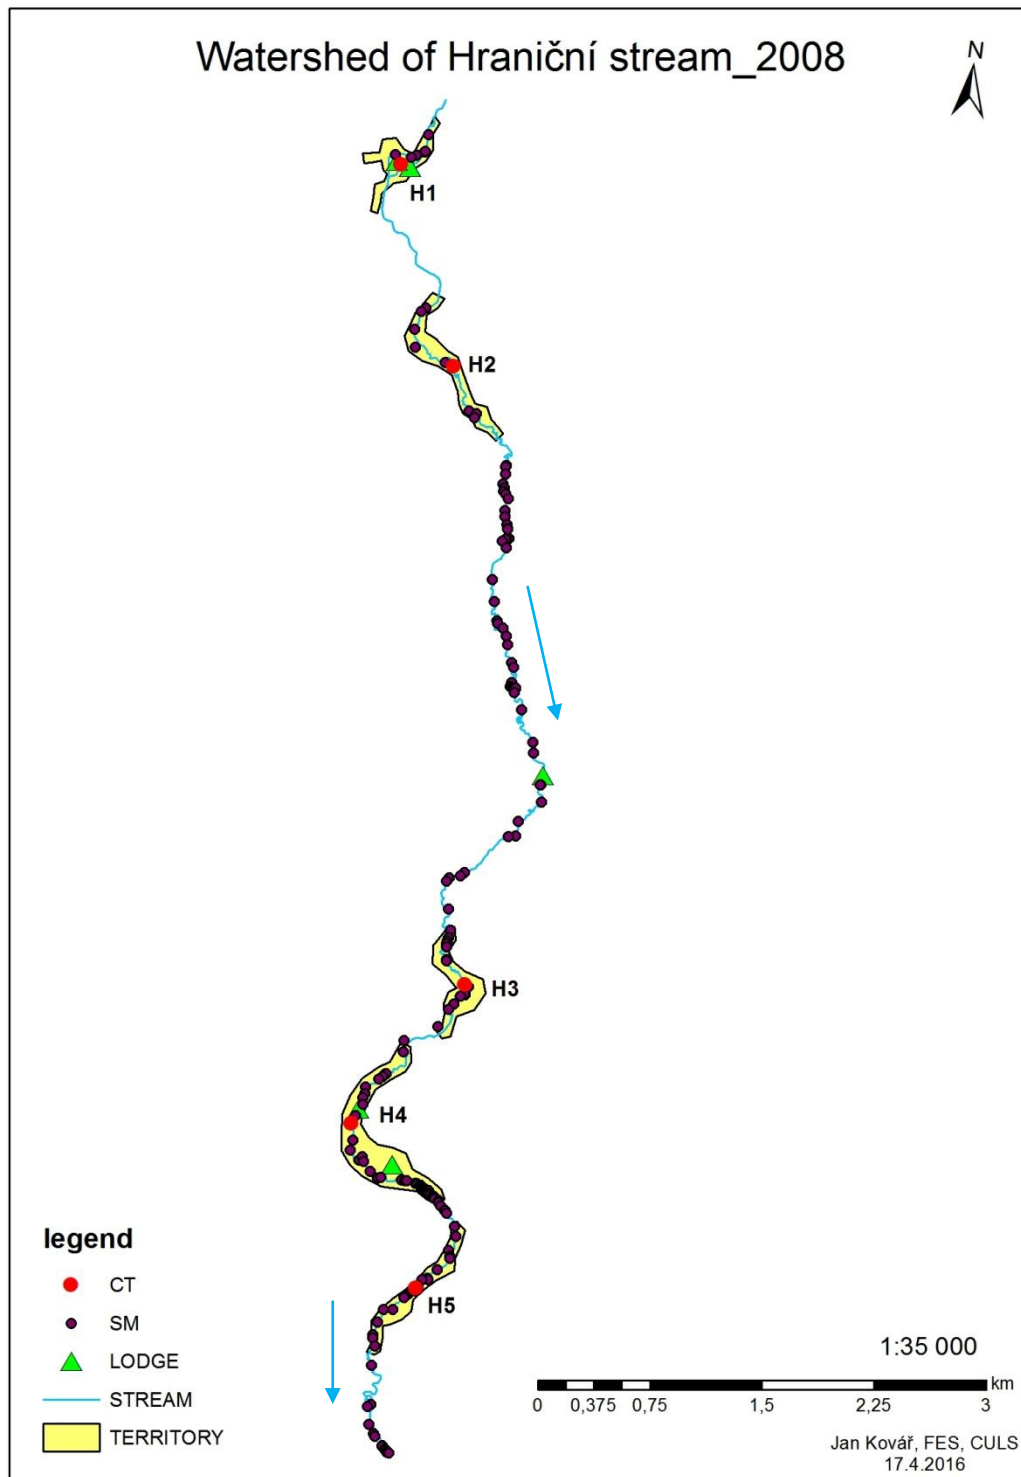 Watershed of Hraniční stream_2008
N
H1
H2
H3
H4
H5
legend
CT
SM
LODGE
STREAM
TERRITORY
1:35 000
km
0 0,375 0,75 1,5 2,25 3
Jan Kovář, FES, CULS
17.4.2016